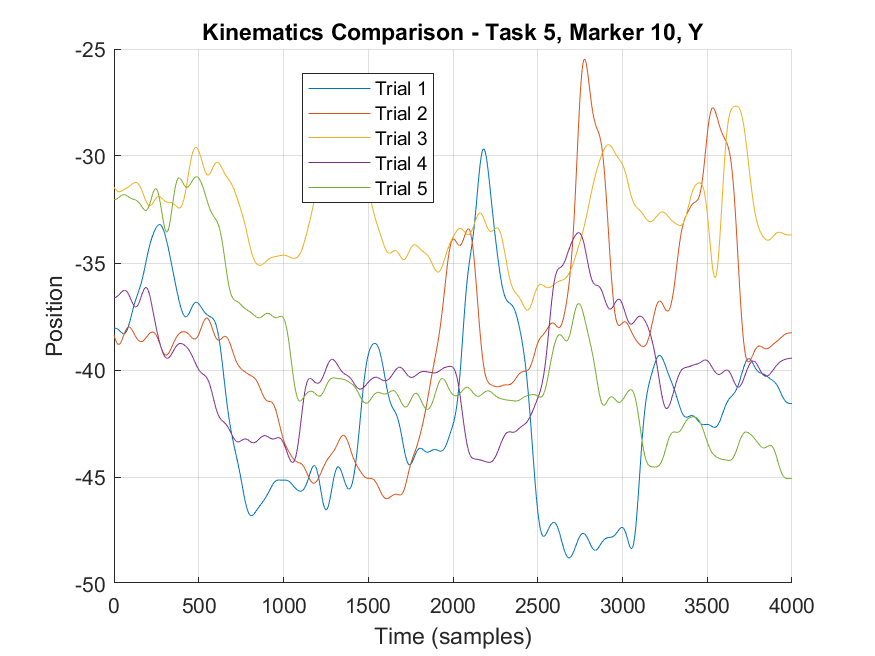 Kinematics Comparison - Task 5, Marker 10, Y
-25
-30
-35
-40
-45
-50
Position
Trial 1
Trial 2
Trial 3
Trial 4
Trial 5
0 500 1000 1500 2000 2500 3000 3500 4000
Time (samples)